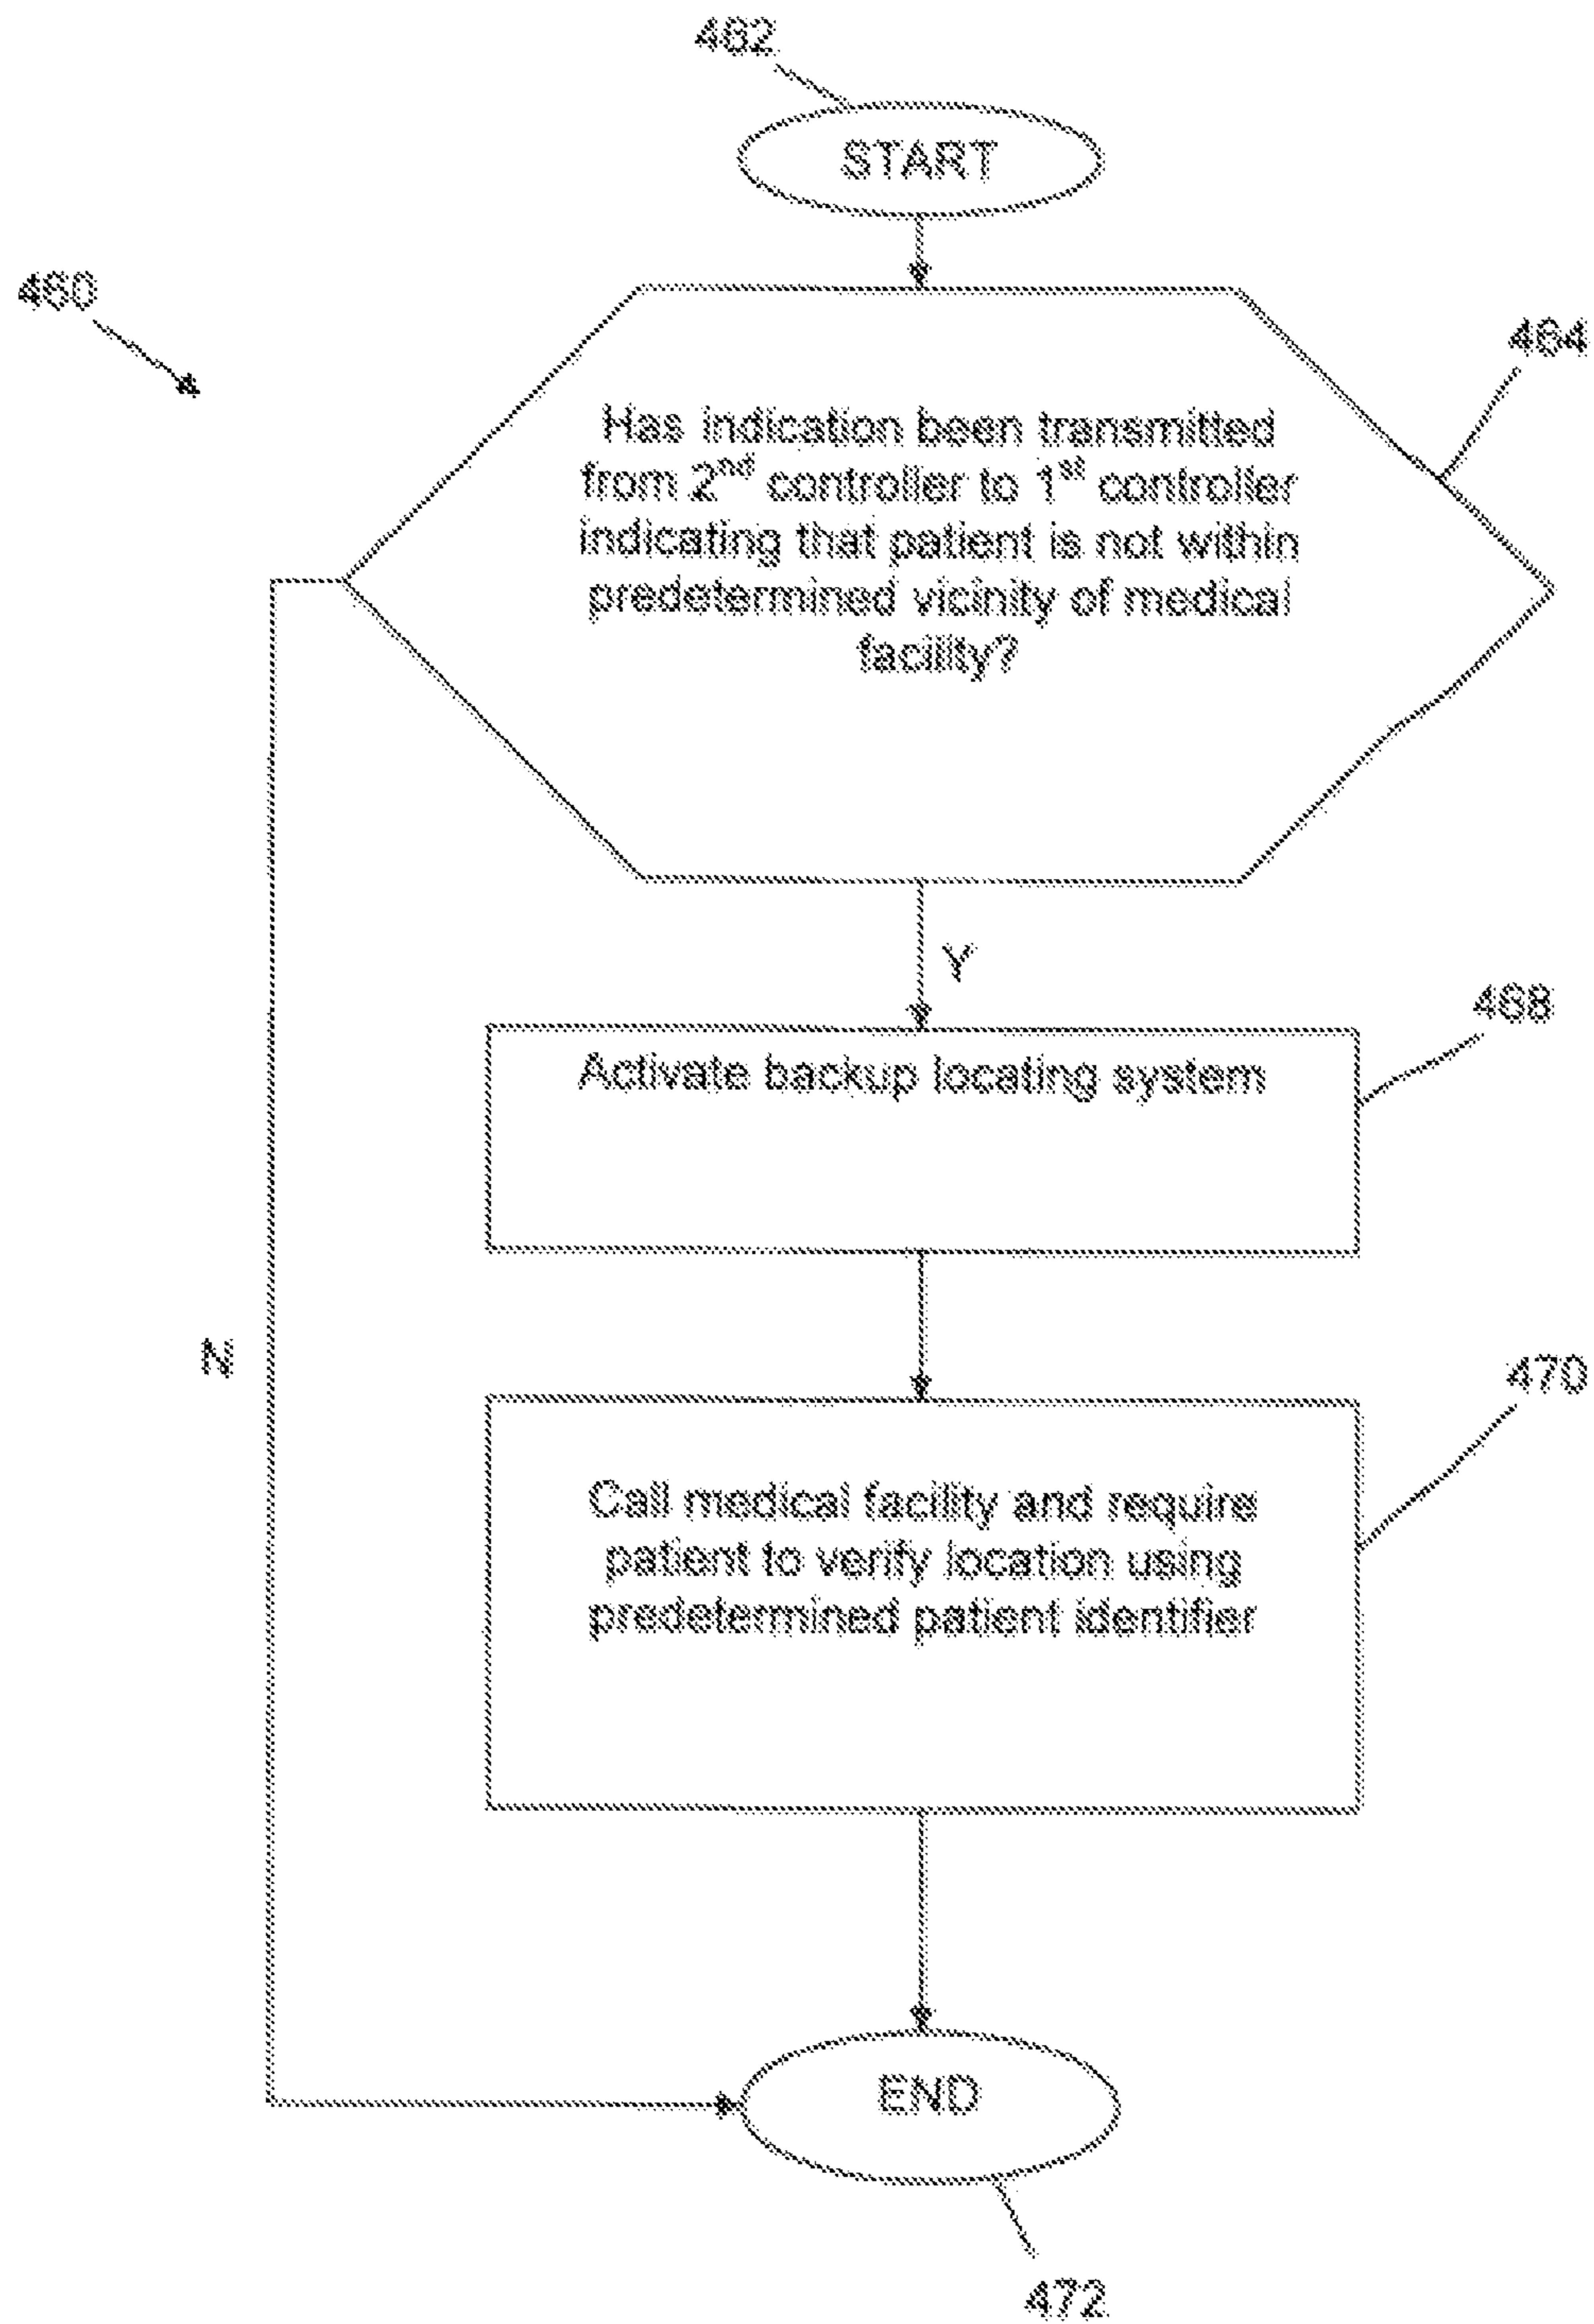 462
START
460
464
Has indication been transmitted
from 2nd controller to 1st controller
indicating that patient is not within
predetermined vicinity of medical
facility?
Y
468
Activate backup locating system
N
470
Call medical facility and require
patient to verify location using
predetermined patient identifier
END
472